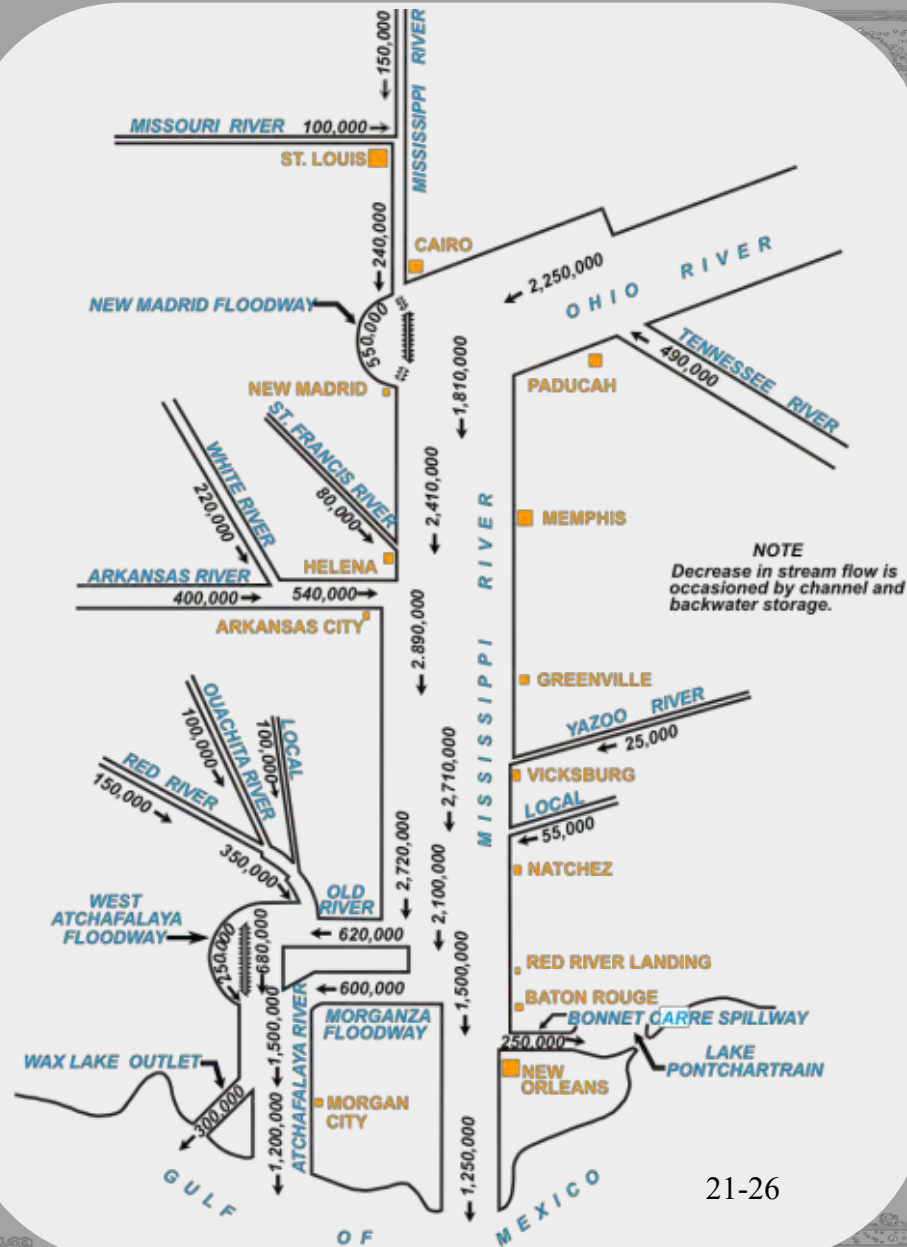 150,000
MISSISSIPPI RIVER
MISSOURI RIVER
100,000
ST. LOUIS
240,000
CAIRO
2,250,000
OHIO RIVER
NEW MADRID FLOODWAY
550,000
1,810,000
TENNESSEE RIVER
490,000
PADUCAH
NEW MADRID
ST. FRANCIS RIVER
80,000
WHITE RIVER
220,000
2,410,000
MISSISSIPPI RIVER
MEMPHIS
HELENA
NOTE
Decrease in stream flow is
occasioned by channel and
backwater storage.
ARKANSAS RIVER
400,000
540,000
ARKANSAS CITY
2.890,000
GREENVILLE
OUACHITA RIVER
100,000
LOCAL
100,000
RED RIVER
150,000
350,000
YAZOO RIVER
25,000
VICKSBURG
2,710,000
LOCAL
55,000
NATCHEZ
2,720,000
2,100,000
OLD
RIVER
WEST
ATCHAFALAYA
FLOODWAY
250,000
680,000
620,000
600,000
RED RIVER LANDING
BATON ROUGE
1,500,000
BONNET CARRE SPILLWAY
250,000
LAKE
PONTCHARTRAIN
MORGANZA
FLOODWAY
ATCHAFALAYA RIVER
1,500,000
WAX LAKE OUTLET
300,000
NEW
ORLEANS
MORGAN
CITY
1,200,000
1,250,000
GULF OF MEXICO
21-26